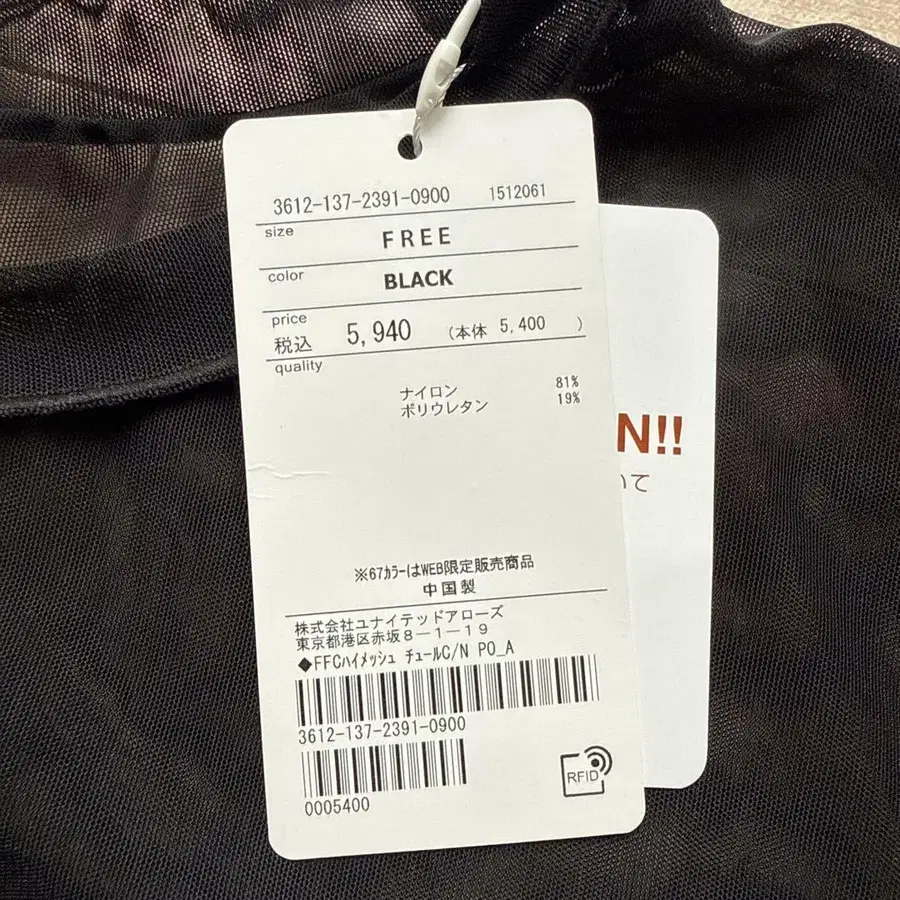 3612-137-2391-0900 1512061
size FREE
color BLACK
price
税込 5,940 (本体 5,400 )
quality
ナイロン 81%
ポリウレタン 19%
※67ｶﾗｰはWEB限定販売商品
中国製
株式会社ユナイテッドアローズ
東京都港区赤坂８－１－１９
◆FFCﾊｲﾒｯｼｭ ﾁｭｰﾙC/N PO_A
3612-137-2391-0900
0005400
RFID
N!!
いて